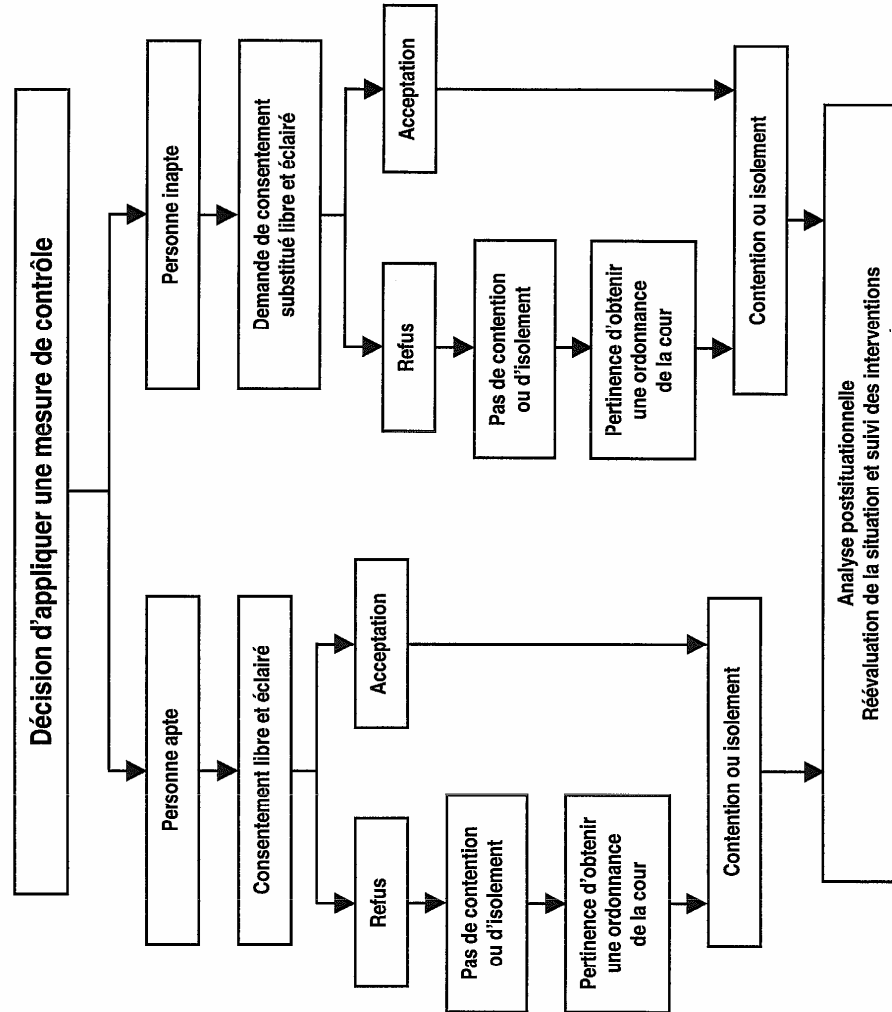 Décision d'appliquer une mesure de contrôle
Personne apte
Consentement libre et éclairé
Refus
Acceptation
Pas de contention
ou d'isolement
Pertinence d'obtenir
une ordonnance
de la cour
Contention ou isolement
Personne inapte
Demande de consentement
substitué libre et éclairé
Refus
Acceptation
Pas de contention
ou d'isolement
Pertinence d'obtenir
une ordonnance
de la cour
Contention ou isolement
Analyse postsituationnelle
Réévaluation de la situation et suivi des interventions